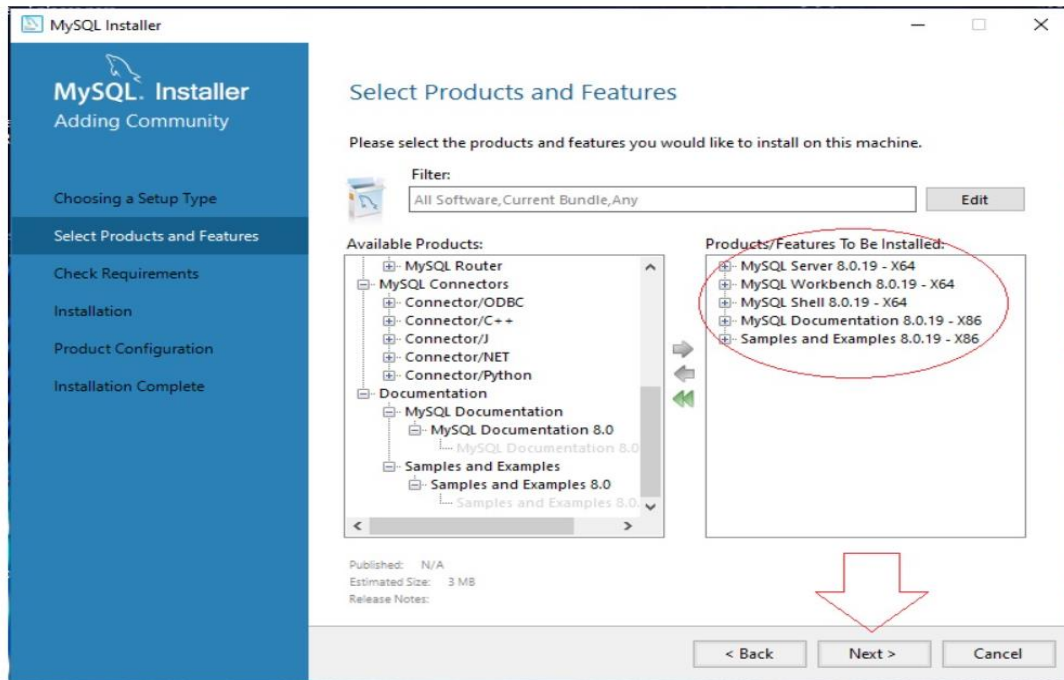 MySQL Installer
MySQL. Installer
Adding Community
Choosing a Setup Type
Select Products and Features
Check Requirements
Installation
Product Configuration
Installation Complete
Select Products and Features
Please select the products and features you would like to install on this machine.
Filter:
All Software,Current Bundle,Any
Edit
Available Products:
MySQL Router
MySQL Connectors
Connector/ODBC
Connector/C++
Connector/J
Connector/NET
Connector/Python
Documentation
MySQL Documentation
MySQL Documentation 8.0
MySQL Documentation 8.0
Samples and Examples
Samples and Examples 8.0
Samples and Examples 8.0.
Products/Features To Be Installed:
MySQL Server 8.0.19 - X64
MySQL Workbench 8.0.19 - X64
MySQL Shell 8.0.19 - X64
MySQL Documentation 8.0.19 - X86
Samples and Examples 8.0.19 - X86
Published: N/A
Estimated Size: 3 MB
Release Notes:
< Back
Next >
Cancel